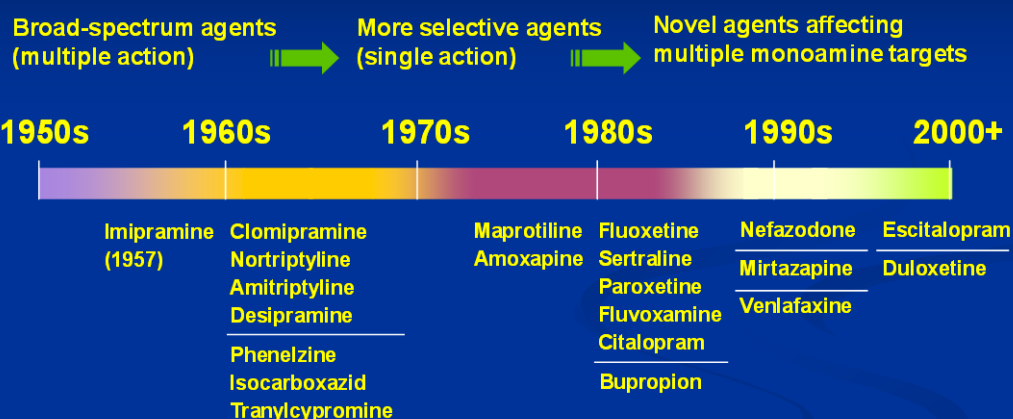 Broad-spectrum agents
(multiple action)
More selective agents
(single action)
Novel agents affecting
multiple monoamine targets
1950s 1960s 1970s 1980s 1990s 2000+
Imipramine
(1957)
Clomipramine
Nortriptyline
Amitriptyline
Desipramine
Phenelzine
Isocarboxazid
Tranylcypromine
Maprotiline
Amoxapine
Fluoxetine
Sertraline
Paroxetine
Fluvoxamine
Citalopram
Bupropion
Nefazodone
Mirtazapine
Venlafaxine
Escitalopram
Duloxetine